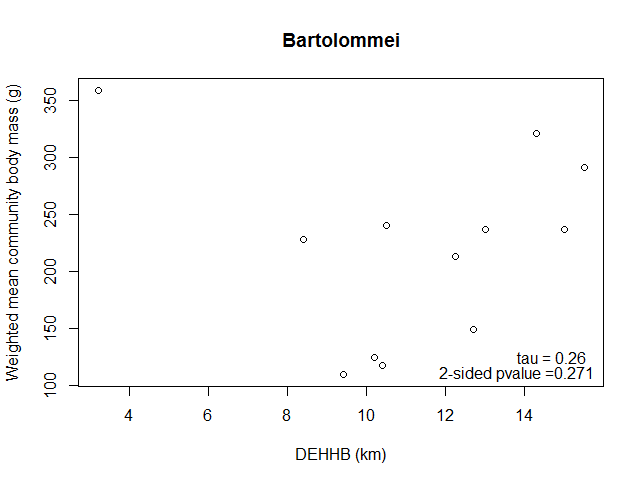 Bartolommei
Weighted mean community body mass (g)
350
300
250
200
150
100
tau = 0.26
2-sided pvalue =0.271
4 6 8 10 12 14
DEHHB (km)